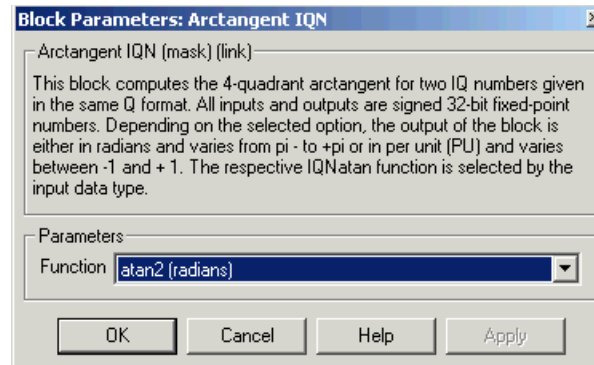 Block Parameters: Arctangent IQN
Arctangent IQN (mask) (link)
This block computes the 4-quadrant arctangent for two IQ numbers given
in the same Q format. All inputs and outputs are signed 32-bit fixed-point
numbers. Depending on the selected option, the output of the block is
either in radians and varies from pi - to +pi or in per unit (PU) and varies
between -1 and + 1. The respective IQNatan function is selected by the
input data type.
Parameters
Function atan2 (radians)
OK Cancel Help Apply